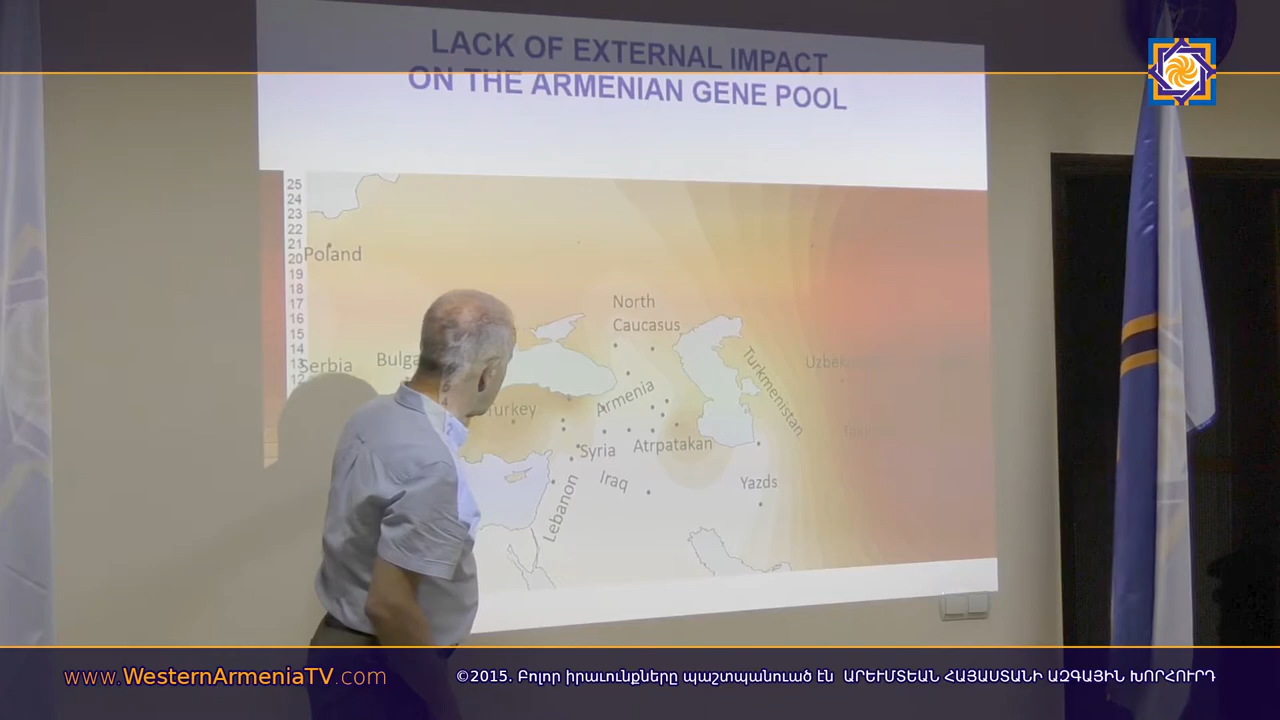 LACK OF EXTERNAL IMPACT
ON THE ARMENIAN GENE POOL
25
24
23
22
21
20
19
18
17
16
15
14
13
12
Poland
North
Caucasus
Serbia
Bulga
Turkey
Armenia
Turkmenistan
Syria
Atrpatakan
Iraq
Lebanon
Yazds
www.WesternArmeniaTV.com
©2015. Բոլոր իրաւունքները պաշտպանուած են ԱՐԵՒՄՏԵԱՆ ՀԱՅԱՍՏԱՆԻ ԱԶԳԱՅԻՆ ԽՈՐՀՈՒՐԴ